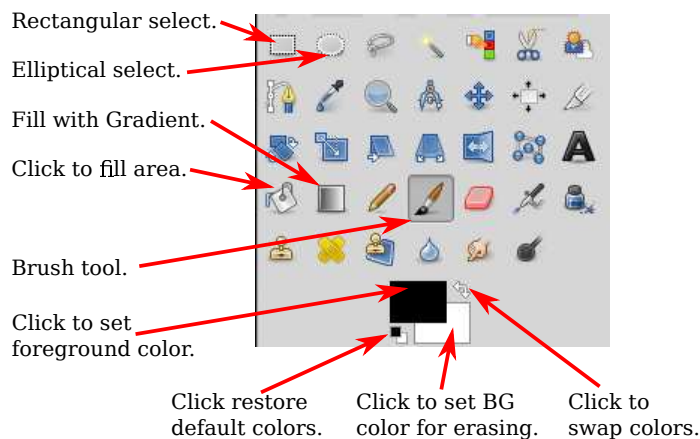 Rectangular select.
Elliptical select.
Fill with Gradient.
Click to fill area.
A
Brush tool.
Click to set
foreground color.
Click restore
default colors.
Click to set BG
color for erasing.
Click to
swap colors.